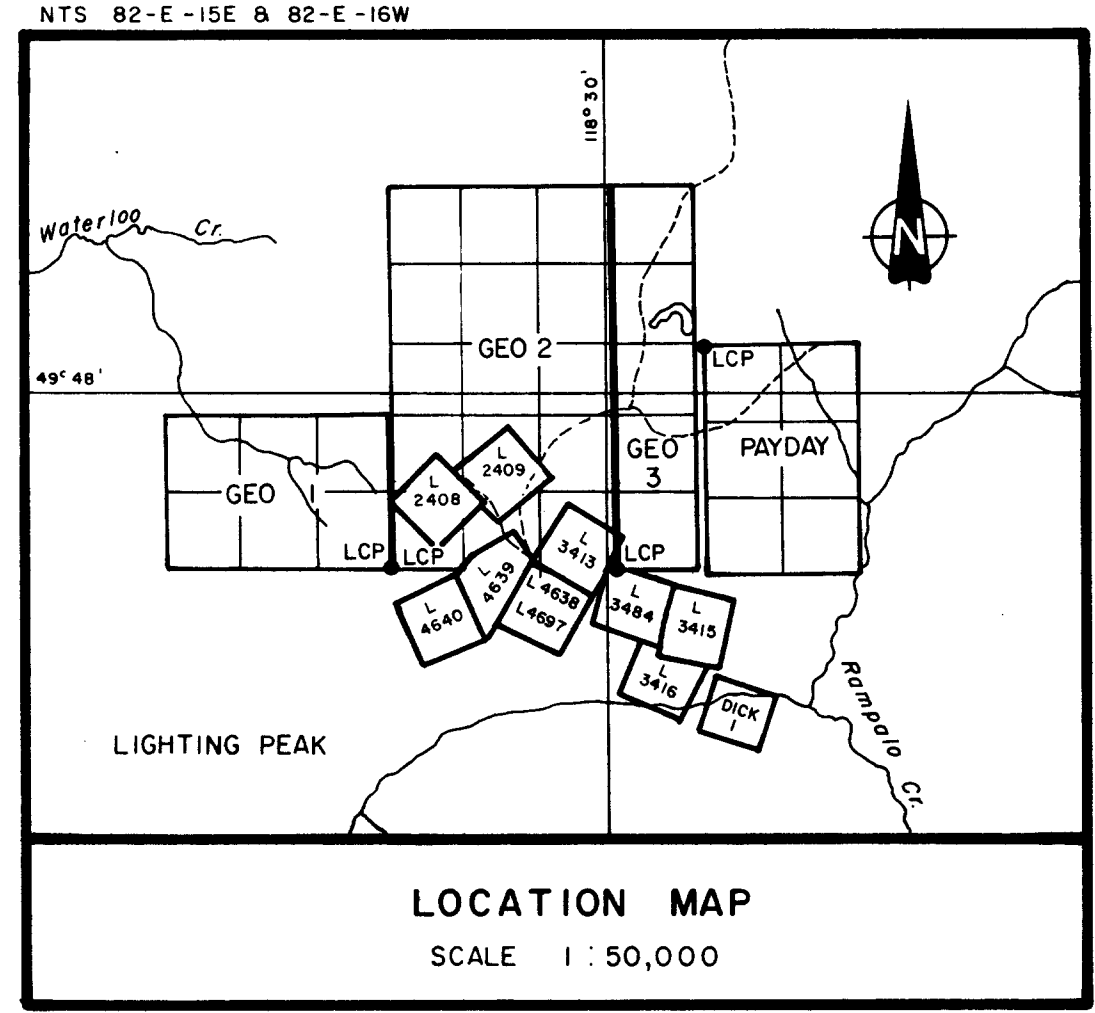 NTS 82-E-15E & 82-E-16W
118° 30'
N
Waterloo Cr.
GEO 2
LCP
49° 48'
GEO 3
PAYDAY
L 2409
L 2408
GEO 1
LCP
LCP
L 3413
LCP
L 4639
L 4638
L4697
L 4640
L 3484
L 3415
L 3416
DICK 1
Rampalo Cr.
LIGHTING PEAK
LOCATION MAP
SCALE 1:50,000